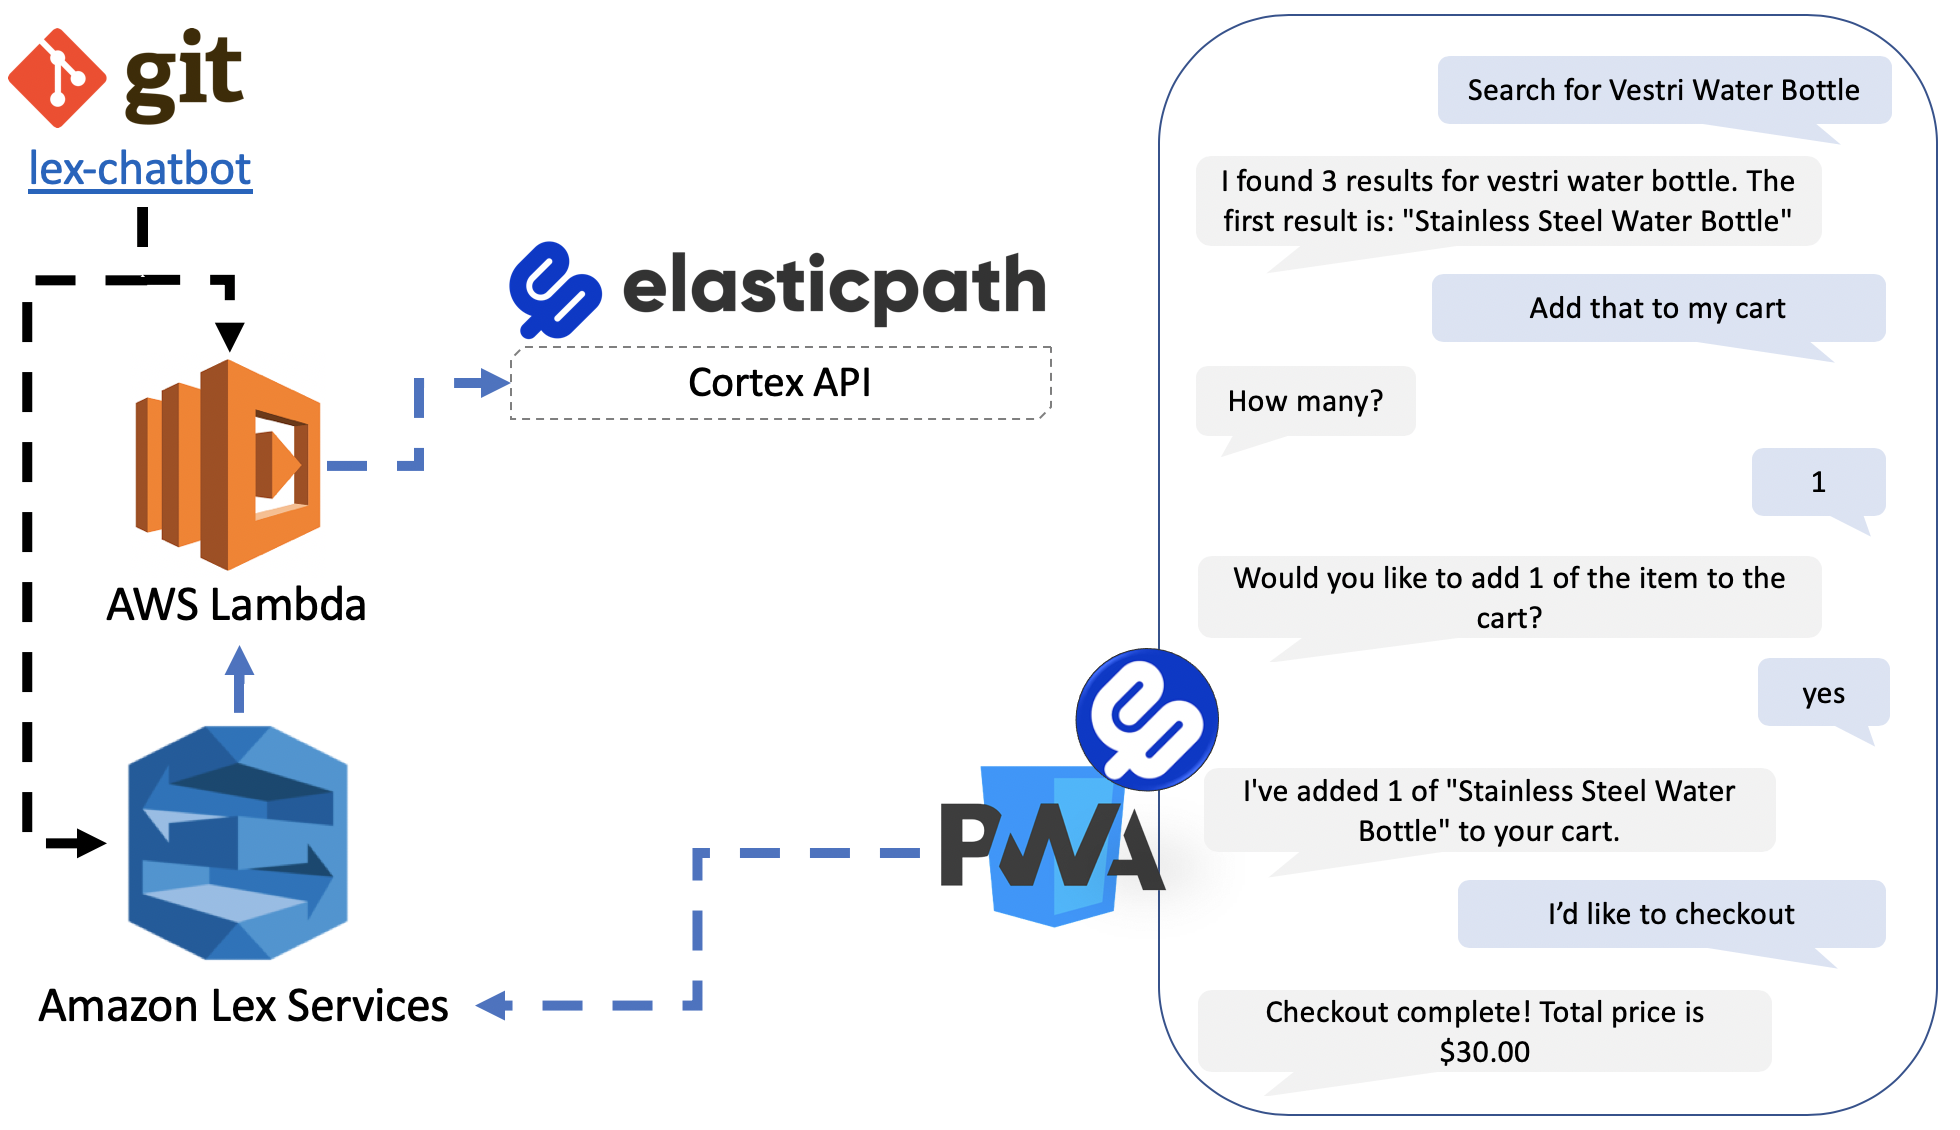 git
lex-chatbot
elasticpath
Cortex API
AWS Lambda
Amazon Lex Services
PWA
Search for Vestri Water Bottle
I found 3 results for vestri water bottle. The
first result is: "Stainless Steel Water Bottle"
Add that to my cart
How many?
1
Would you like to add 1 of the item to the
cart?
yes
I've added 1 of "Stainless Steel Water
Bottle" to your cart.
I’d like to checkout
Checkout complete! Total price is
$30.00